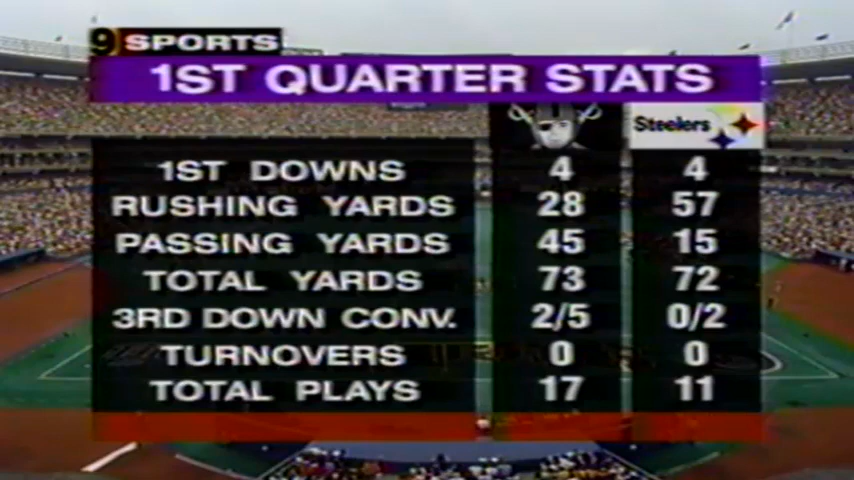 9 SPORTS
1ST QUARTER STATS
Steelers
1ST DOWNS 4 4
RUSHING YARDS 28 57
PASSING YARDS 45 15
TOTAL YARDS 73 72
3RD DOWN CONV. 2/5 0/2
TURNOVERS 0 0
TOTAL PLAYS 17 11